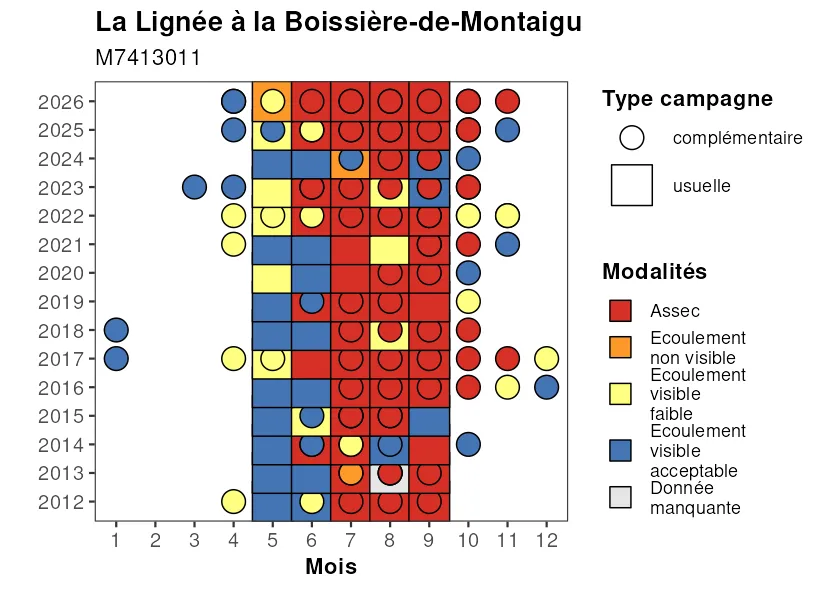 La Lignée à la Boissière-de-Montaigu
M7413011
2026
2025
2024
2023
2022
2021
2020
2019
2018
2017
2016
2015
2014
2013
2012
1 2 3 4 5 6 7 8 9 10 11 12
Mois
Type campagne
complémentaire
usuelle
Modalités
Assec
Ecoulement
non visible
Ecoulement
visible
faible
Ecoulement
visible
acceptable
Donnée
manquante